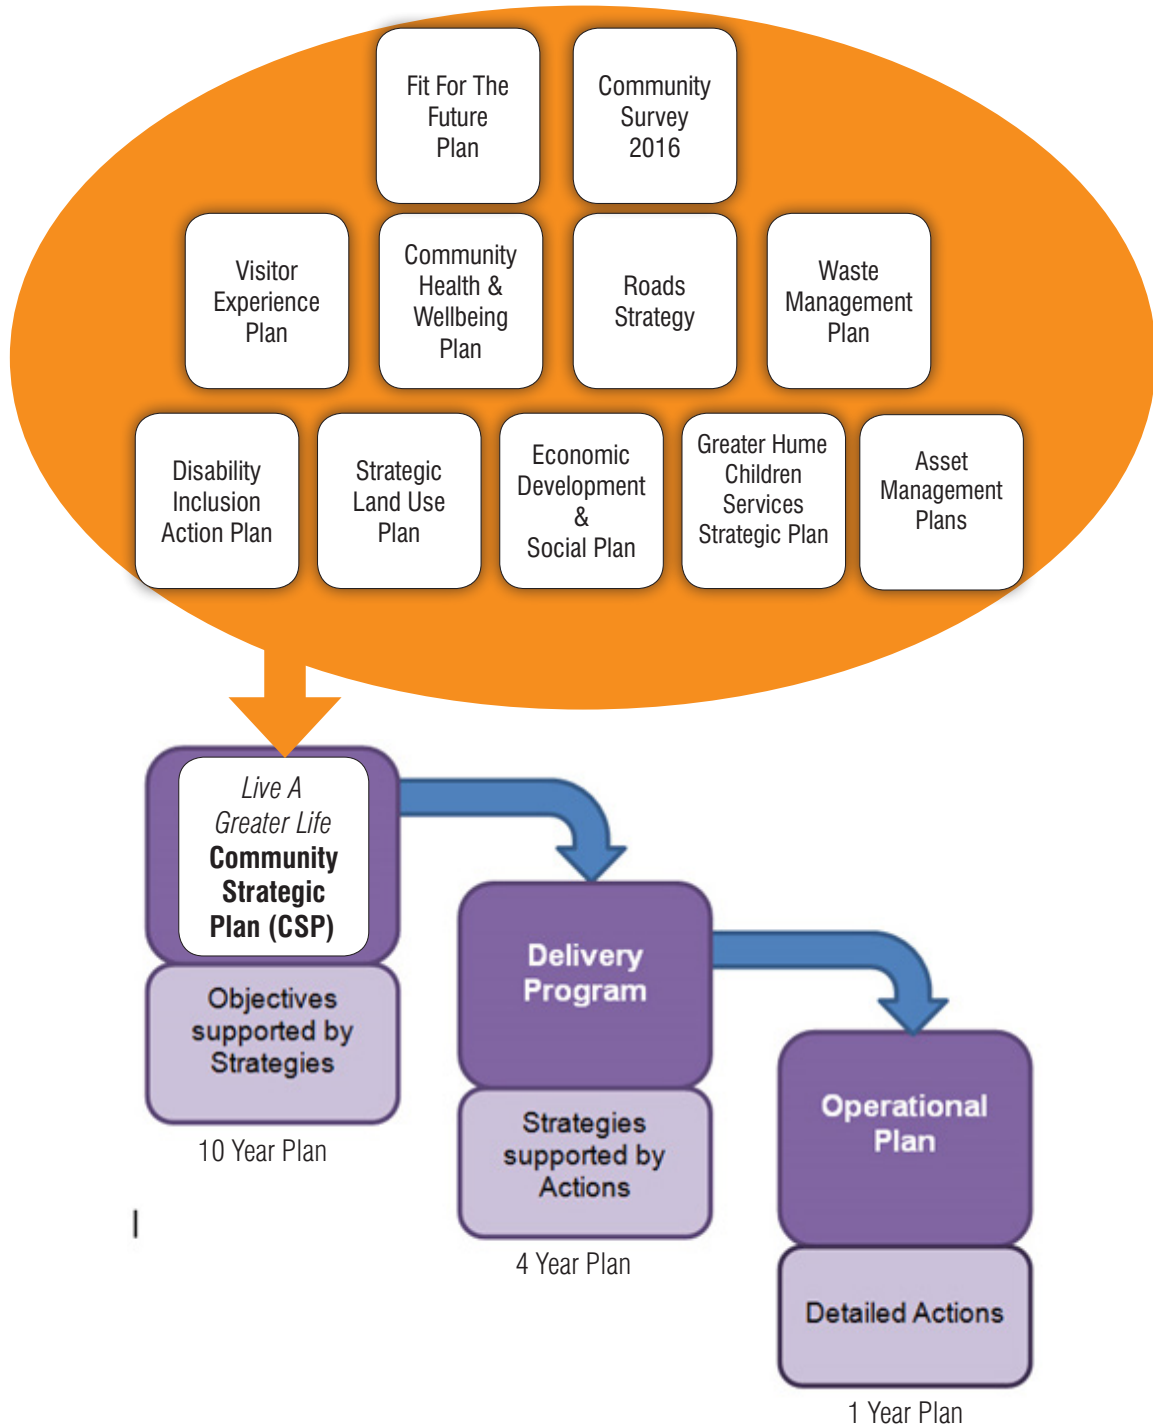 Fit For The
Future
Plan
Community
Survey
2016
Visitor
Experience
Plan
Community
Health &
Wellbeing
Plan
Roads
Strategy
Waste
Management
Plan
Disability
Inclusion
Action Plan
Strategic
Land Use
Plan
Economic
Development
&
Social Plan
Greater Hume
Children
Services
Strategic Plan
Asset
Management
Plans
Live A
Greater Life
Community
Strategic
Plan (CSP)
Objectives
supported by
Strategies
10 Year Plan
Delivery
Program
Strategies
supported by
Actions
4 Year Plan
Operational
Plan
Detailed Actions
1 Year Plan